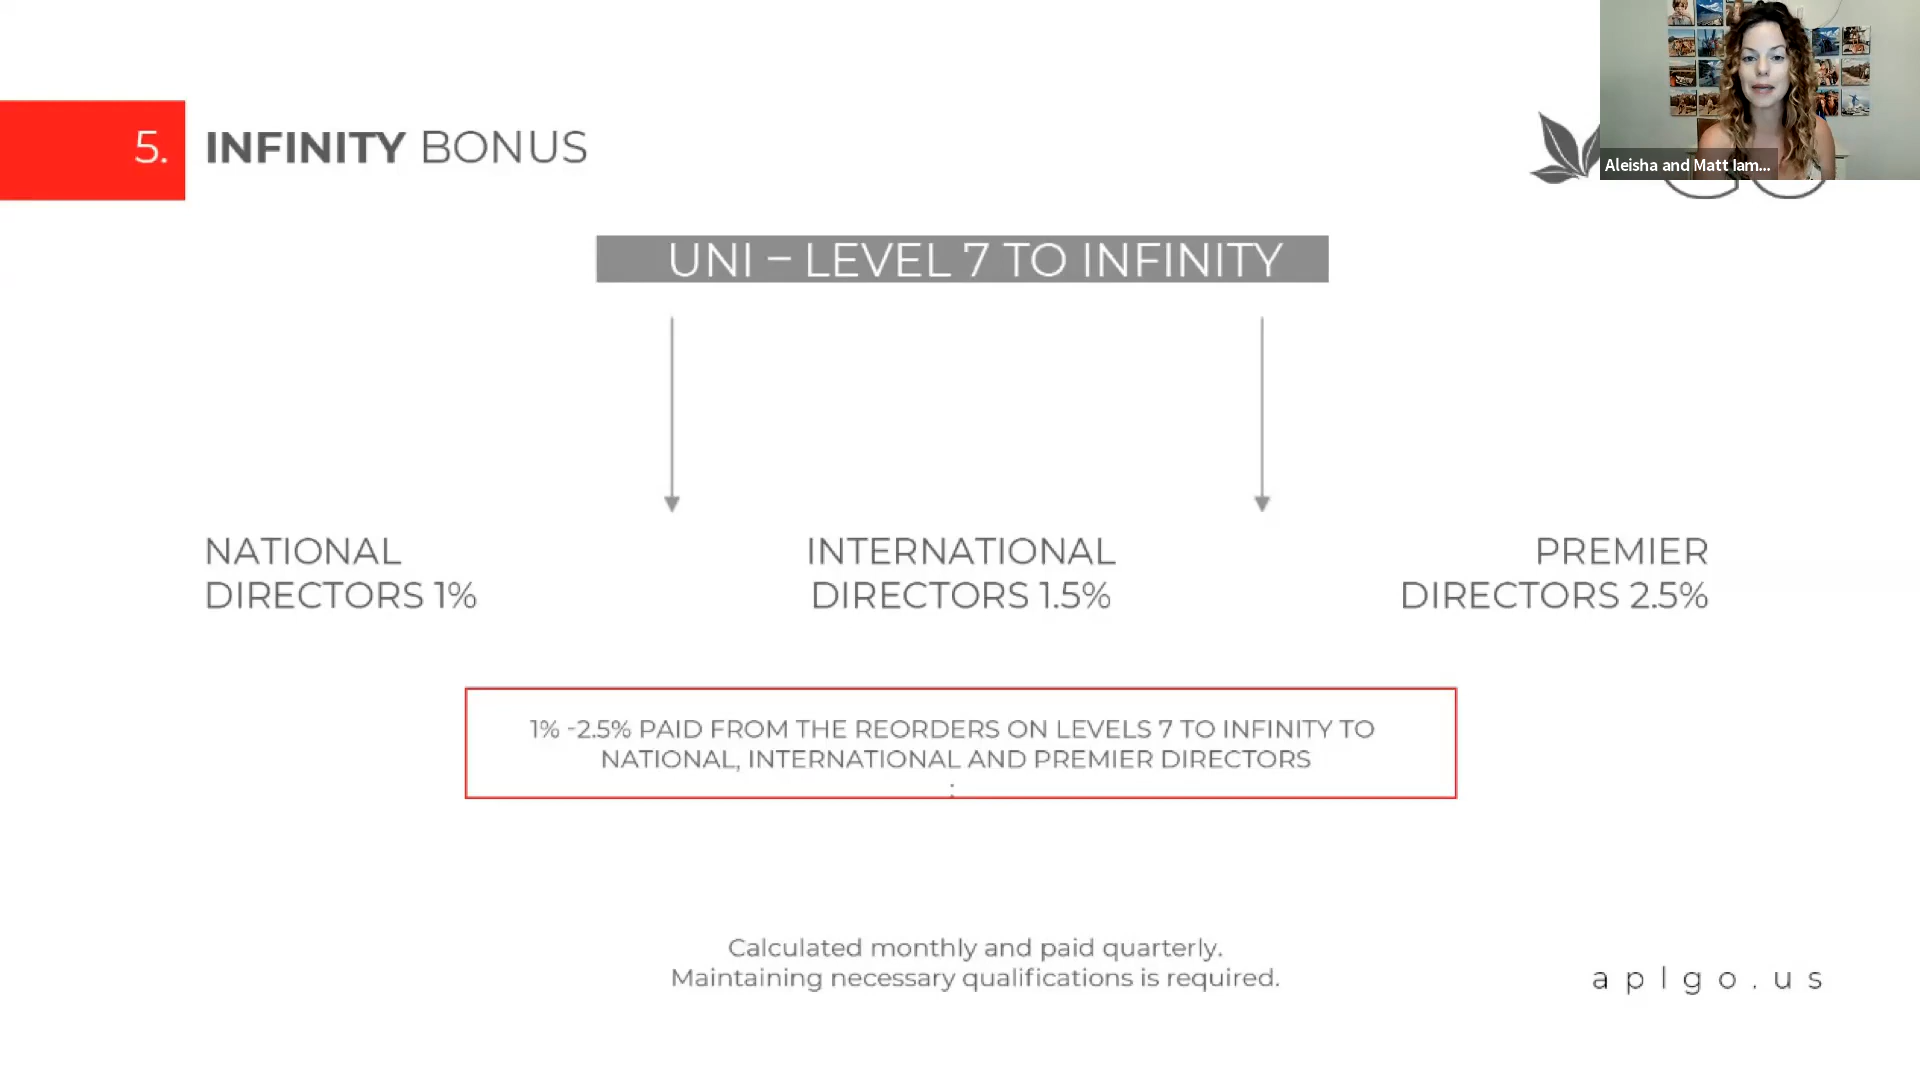 5. INFINITY BONUS
Aleisha and Matt Iam...
UNI – LEVEL 7 TO INFINITY
NATIONAL
DIRECTORS 1%
INTERNATIONAL
DIRECTORS 1.5%
PREMIER
DIRECTORS 2.5%
1% -2.5% PAID FROM THE REORDERS ON LEVELS 7 TO INFINITY TO
NATIONAL, INTERNATIONAL AND PREMIER DIRECTORS
:
Calculated monthly and paid quarterly.
Maintaining necessary qualifications is required.
aplgo.us